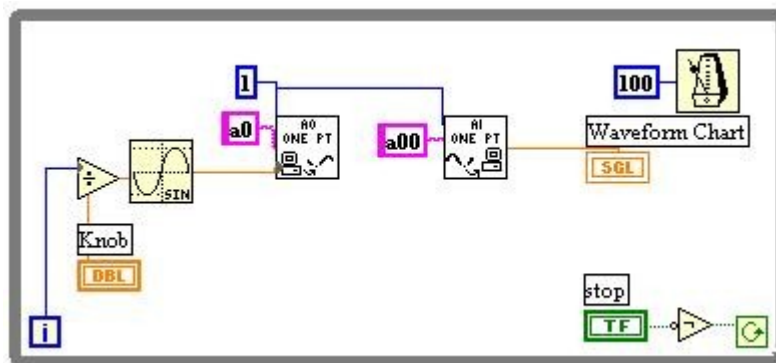 1
100
AO
ONE PT
AI
ONE PT
a0
a00
Waveform Chart
SGL
÷
SIN
Knob
DBL
i
stop
TF